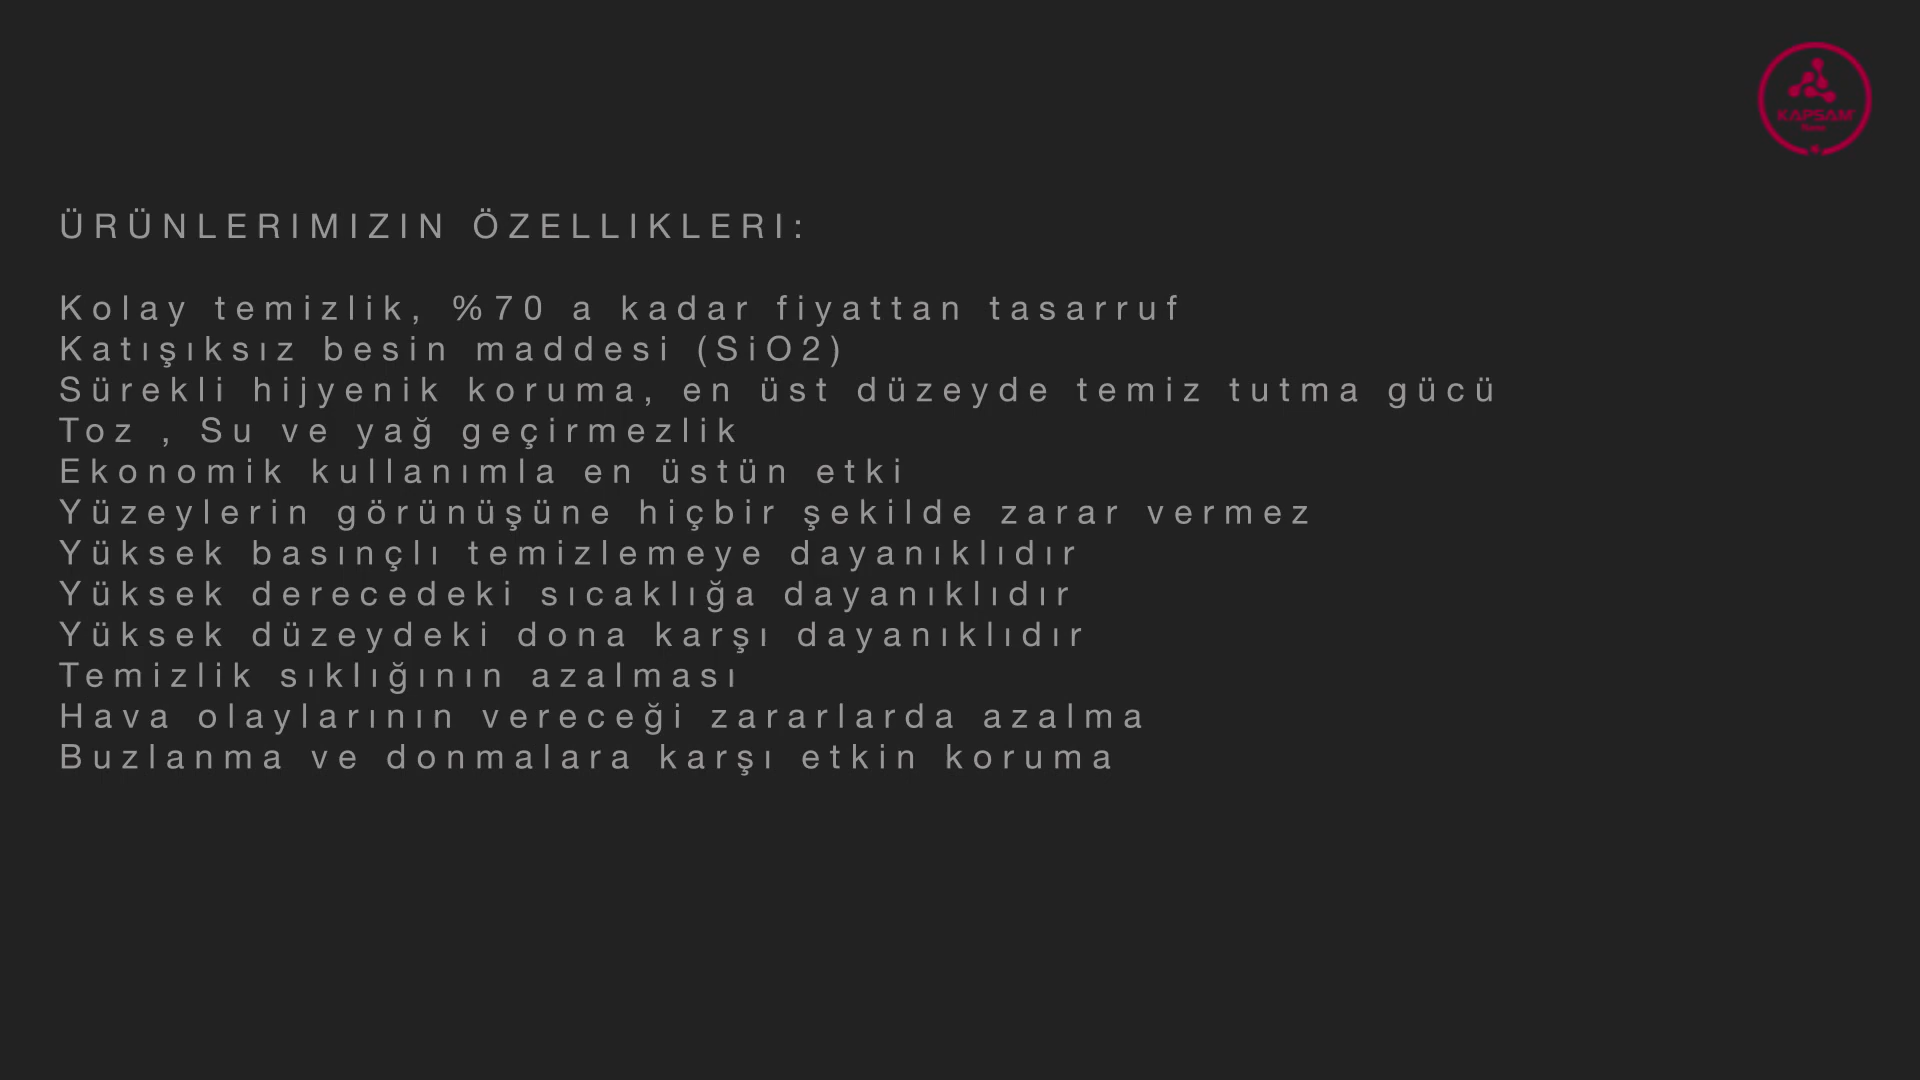 KAPSAM
ÜRÜNLERIMIZIN ÖZELLIKLERI:
Kolay temizlik, %70 a kadar fiyattan tasarruf
Katışıksız besin maddesi (SiO2)
Sürekli hijyenik koruma, en üst düzeyde temiz tutma gücü
Toz , Su ve yağ geçirmezlik
Ekonomik kullanımla en üstün etki
Yüzeylerin görünüşüne hiçbir şekilde zarar vermez
Yüksek basınçlı temizlemeye dayanıklıdır
Yüksek derecedeki sıcaklığa dayanıklıdır
Yüksek düzeydeki dona karşı dayanıklıdır
Temizlik sıklığının azalması
Hava olaylarının vereceği zararlarda azalma
Buzlanma ve donmalara karşı etkin koruma